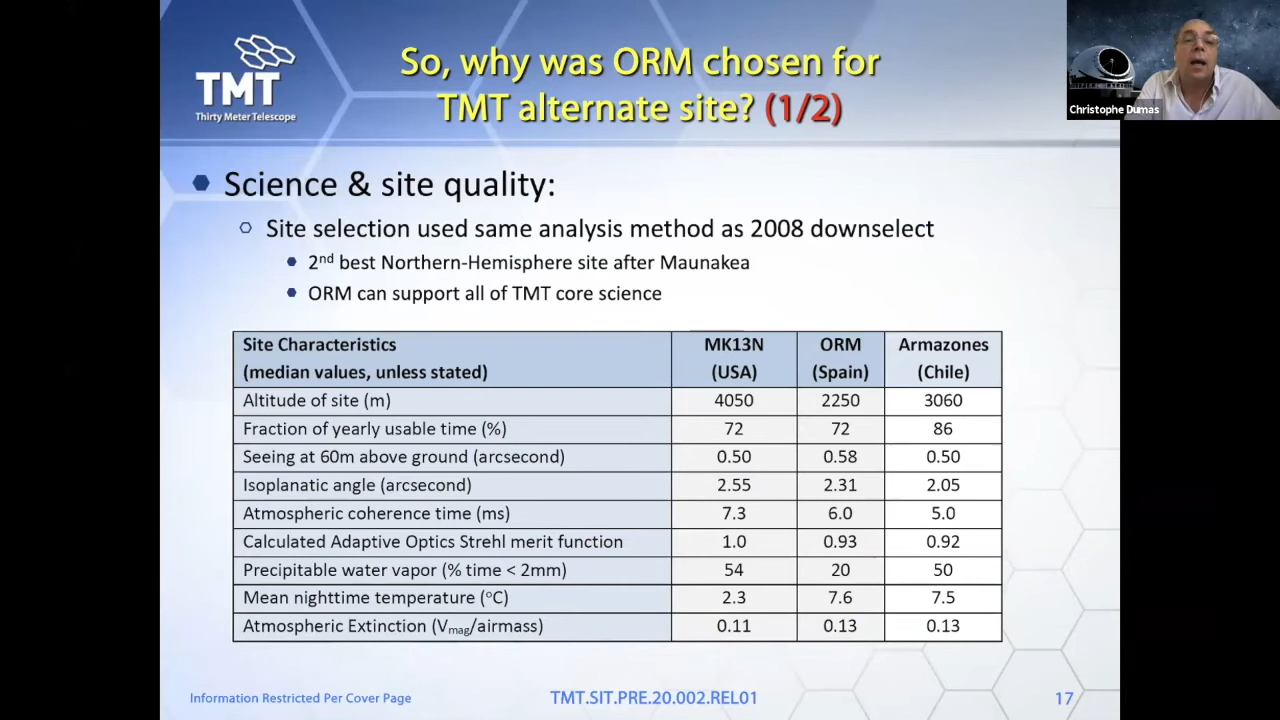 So, why was ORM chosen for
TMT alternate site? (1/2)
TMT
Thirty Meter Telescope
Christophe Dumas
Science & site quality:
Site selection used same analysis method as 2008 downselect
2nd best Northern-Hemisphere site after Maunakea
ORM can support all of TMT core science
Site Characteristics (median values, unless stated) MK13N (USA) ORM (Spain) Armazones (Chile)
Altitude of site (m) 4050 2250 3060
Fraction of yearly usable time (%) 72 72 86
Seeing at 60m above ground (arcsecond) 0.50 0.58 0.50
Isoplanatic angle (arcsecond) 2.55 2.31 2.05
Atmospheric coherence time (ms) 7.3 6.0 5.0
Calculated Adaptive Optics Strehl merit function 1.0 0.93 0.92
Precipitable water vapor (% time < 2mm) 54 20 50
Mean nighttime temperature (°C) 2.3 7.6 7.5
Atmospheric Extinction (Vmag/airmass) 0.11 0.13 0.13
Information Restricted Per Cover Page
TMT.SIT.PRE.20.002.REL01
17